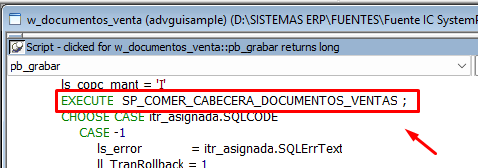 w_documentos_venta (advguisample) (D:\SISTEMAS ERP\FUENTES\Fuente IC SystemP
Script - clicked for w_documentos_venta::pb_grabar returns long
pb_grabar
ls_copc_mant = 'I'
EXECUTE SP_COMER_CABECERA_DOCUMENTOS_VENTAS ;
CHOOSE CASE itr_asignada.SQLCODE
CASE -1
ls_error = itr_asignada.SQLErrText
ll_TranRollback = 1